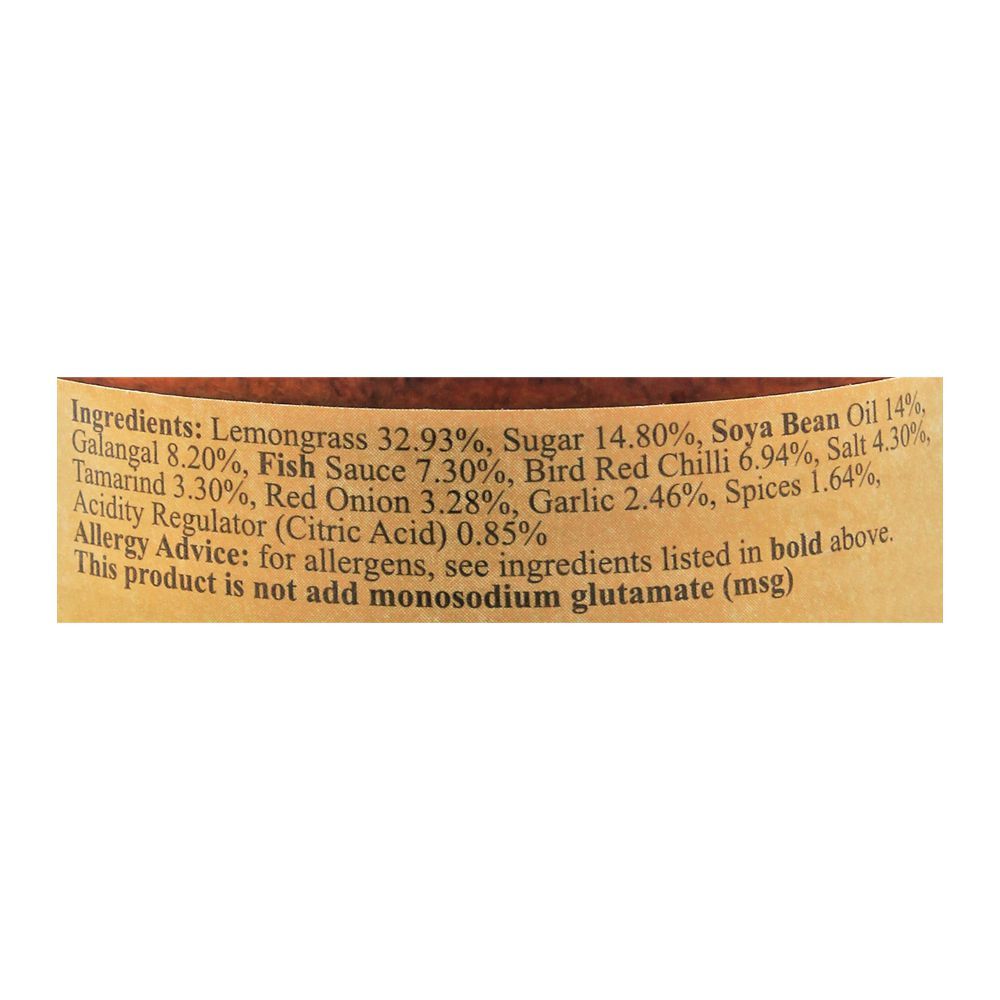 Ingredients: Lemongrass 32.93%, Sugar 14.80%, Soya Bean Oil 14%,
Galangal 8.20%, Fish Sauce 7.30%, Bird Red Chilli 6.94%, Salt 4.30%,
Tamarind 3.30%, Red Onion 3.28%, Garlic 2.46%, Spices 1.64%,
Acidity Regulator (Citric Acid) 0.85%
Allergy Advice: for allergens, see ingredients listed in bold above.
This product is not add monosodium glutamate (msg)